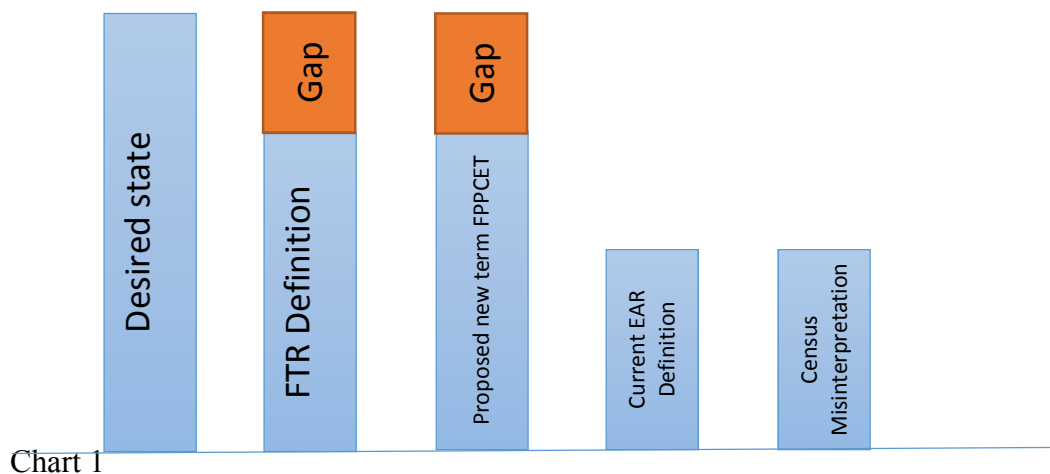 Desired state
FTR Definition
Gap
Proposed new term FPPCET
Gap
Current EAR
Definition
Census
Misinterpretation
Chart 1